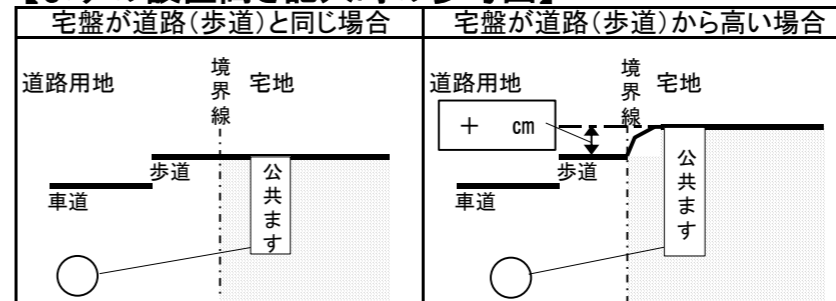 宅盤が道路(歩道)と同じ場合
道路用地
境界線
宅地
歩道
車道
公共ます
宅盤が道路(歩道)から高い場合
道路用地
境界線
宅地
+ cm
歩道
車道
公共ます